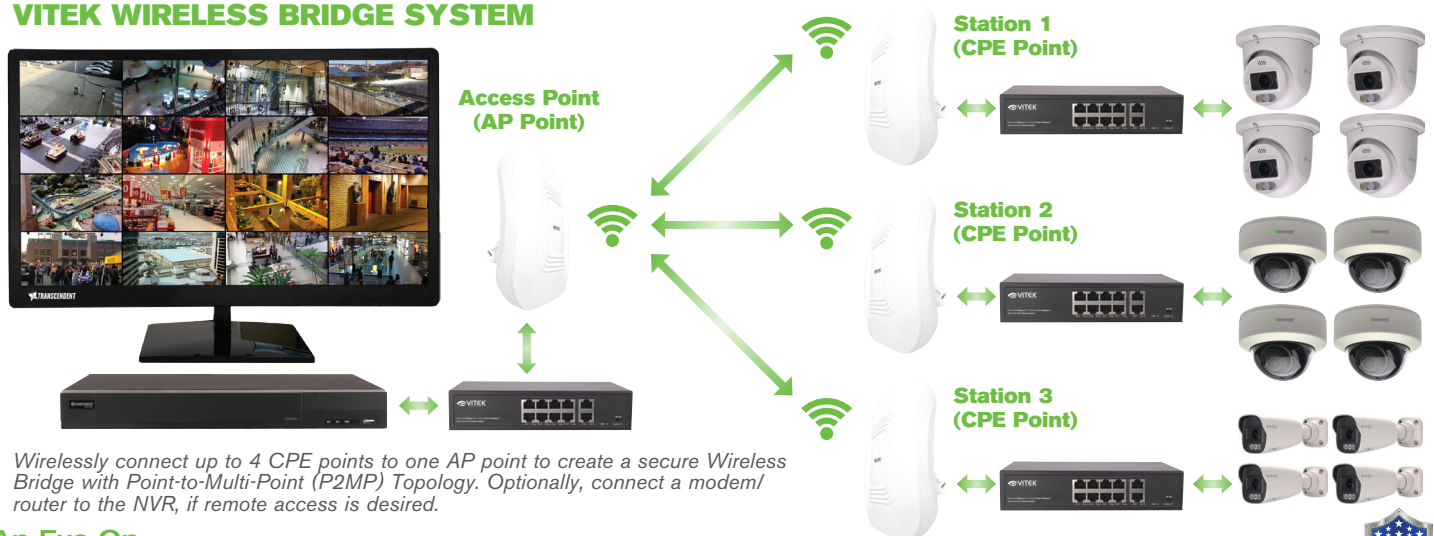 VITEK WIRELESS BRIDGE SYSTEM
Access Point
(AP Point)
Station 1
(CPE Point)
VITEK
Station 2
(CPE Point)
VITEK
TRANSCENDENT
VITEK
Station 3
(CPE Point)
VITEK
Wirelessly connect up to 4 CPE points to one AP point to create a secure Wireless
Bridge with Point-to-Multi-Point (P2MP) Topology. Optionally, connect a modem/
router to the NVR, if remote access is desired.